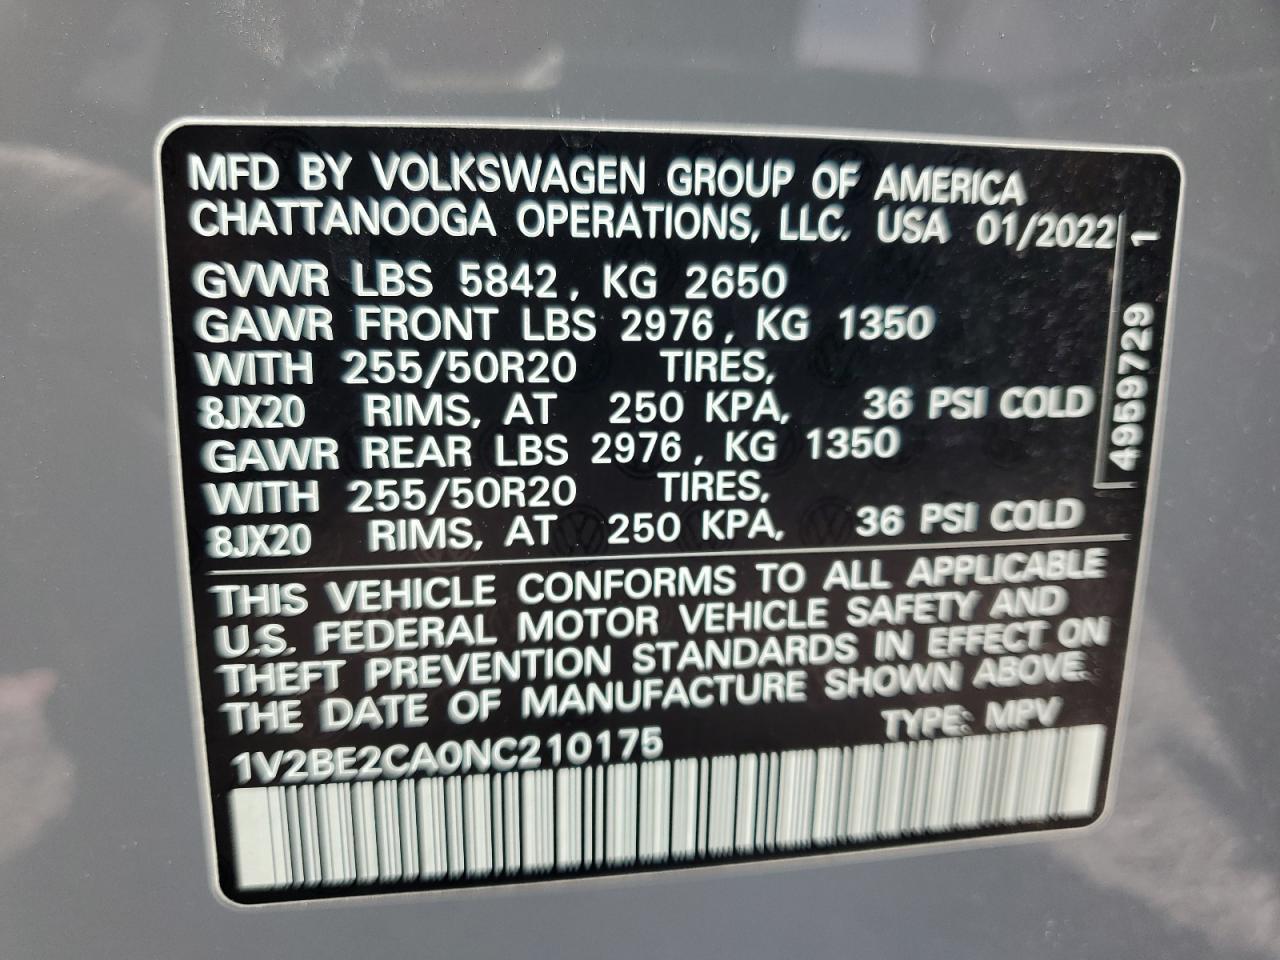 MFD BY VOLKSWAGEN GROUP OF AMERICA
CHATTANOOGA OPERATIONS, LLC. USA 01/2022
GVWR LBS 5842, KG 2650
GAWR FRONT LBS 2976, KG 1350
WITH 255/50R20 TIRES,
8JX20 RIMS, AT 250 KPA, 36 PSI COLD
GAWR REAR LBS 2976, KG 1350
WITH 255/50R20 TIRES,
8JX20 RIMS, AT 250 KPA, 36 PSI COLD
4959729 1
THIS VEHICLE CONFORMS TO ALL APPLICABLE
U.S. FEDERAL MOTOR VEHICLE SAFETY AND
THEFT PREVENTION STANDARDS IN EFFECT ON
THE DATE OF MANUFACTURE SHOWN ABOVE.
1V2BE2CA0NC210175 TYPE: MPV